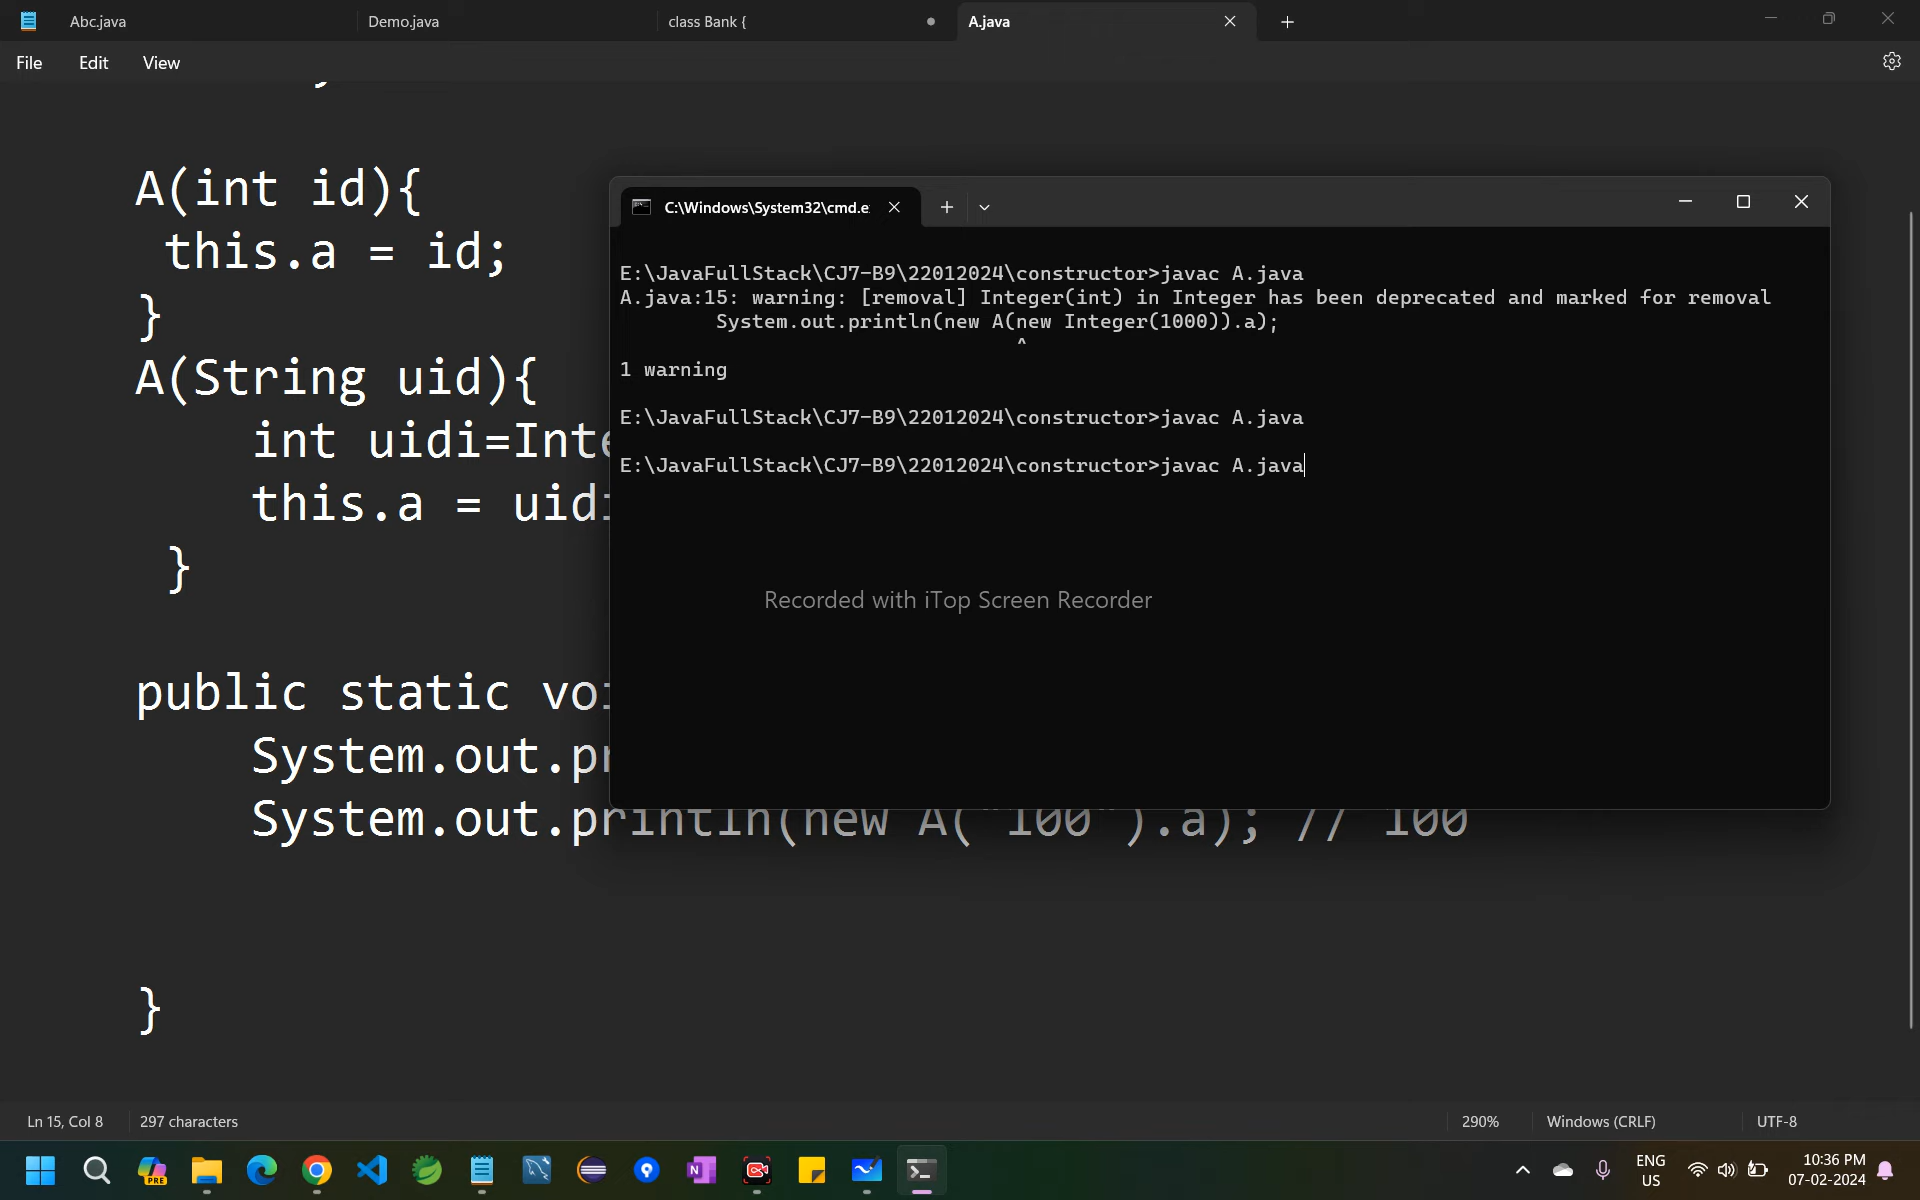 Abc.java
Demo.java
class Bank {
A.java
File
Edit
View
A(int id){
this.a = id;
}
A(String uid){
int uidi=Inte
this.a = uidi
}
public static voi
System.out.pr
System.out.println(new A("100").a); // 100
}
C:\Windows\System32\cmd.e
E:\JavaFullStack\CJ7-B9\22012024\constructor>javac A.java
A.java:15: warning: [removal] Integer(int) in Integer has been deprecated and marked for removal
System.out.println(new A(new Integer(1000)).a);
^
1 warning
E:\JavaFullStack\CJ7-B9\22012024\constructor>javac A.java
E:\JavaFullStack\CJ7-B9\22012024\constructor>javac A.java
Recorded with iTop Screen Recorder
Ln 15, Col 8
297 characters
290%
Windows (CRLF)
UTF-8
PRE
N
ENG
US
10:36 PM
07-02-2024